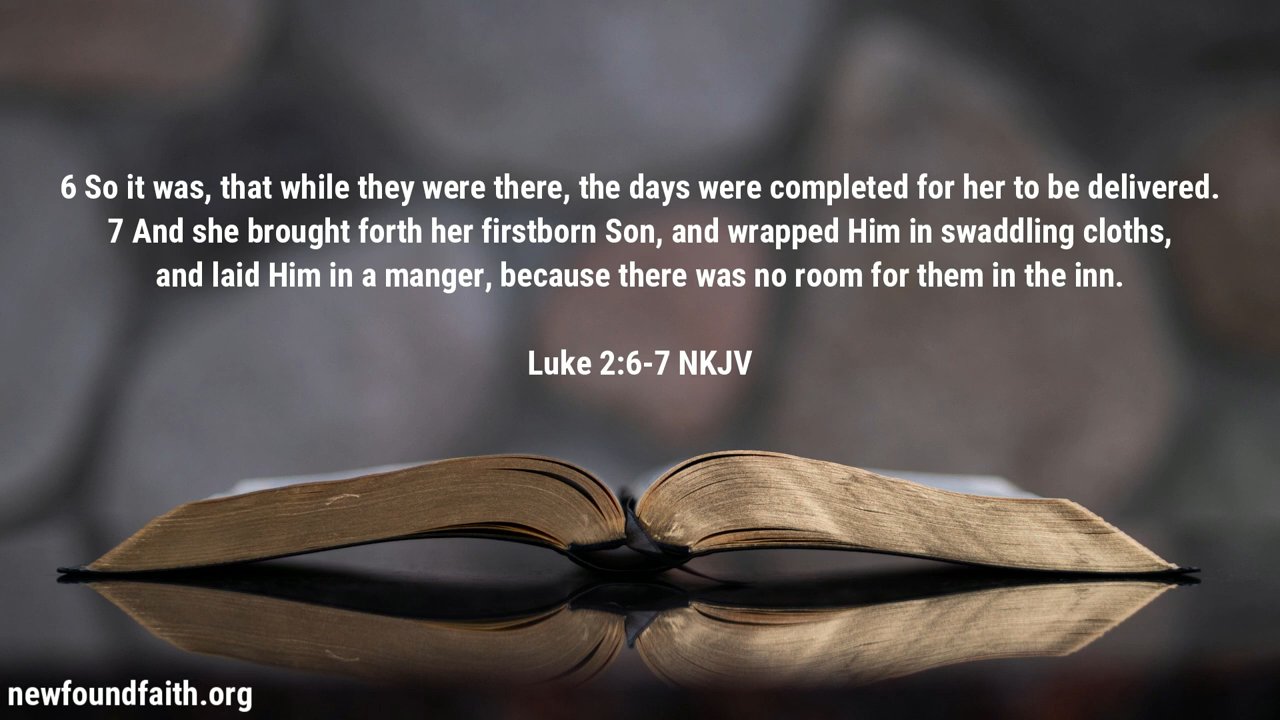 6 So it was, that while they were there, the days were completed for her to be delivered.
7 And she brought forth her firstborn Son, and wrapped Him in swaddling cloths,
and laid Him in a manger, because there was no room for them in the inn.
Luke 2:6-7 NKJV
newfoundfaith.org